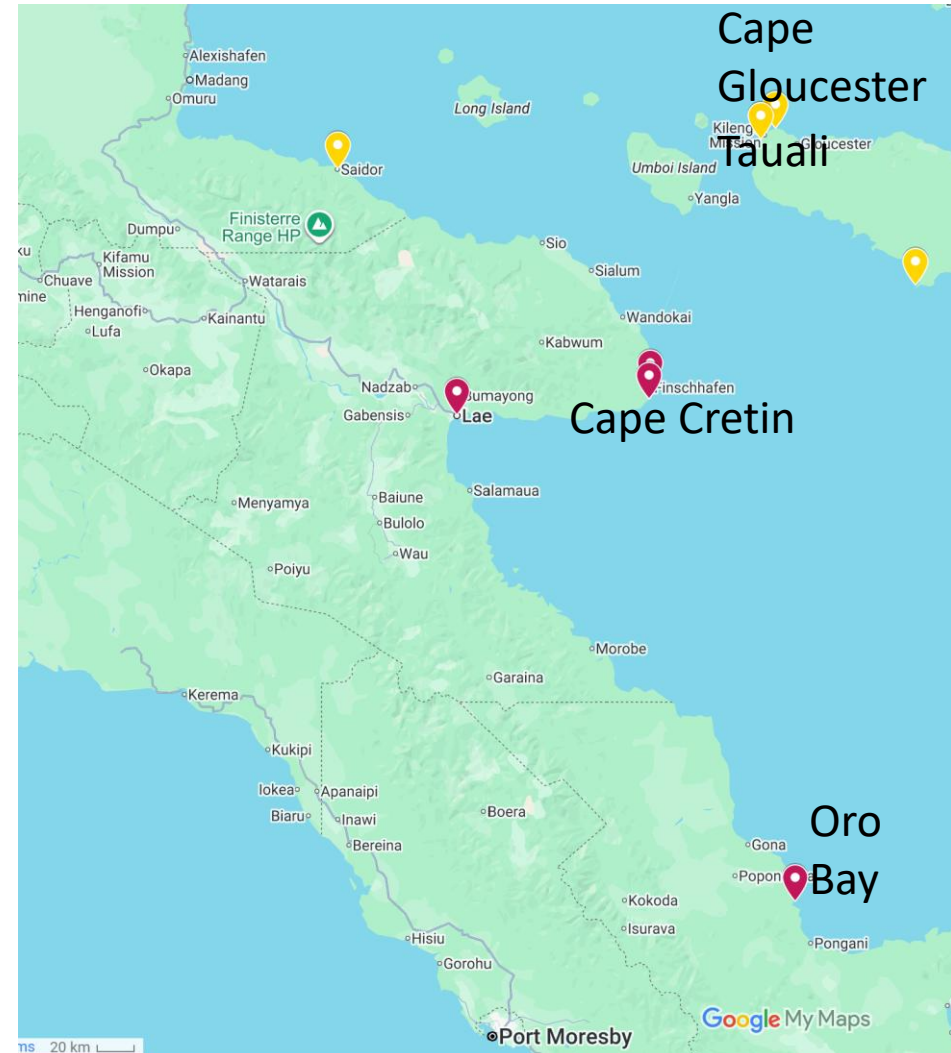 Cape
Gloucester
Tauali
Alexishafen
Madang
Omuru
Long Island
Gloucester
Mission
Umboi Island
Yangla
Saidor
Finisterre
Range HP
Dumpu
Kifamu
Mission
Chuave
Henganofi
Lufa
Watarais
Kainantu
Okapa
Sio
Sialum
Wandokai
Kabwum
Finschhafen
Cape Cretin
Nadzab
Bumayong
Gabensis
Lae
Salamaua
Menyamya
Baiune
Bulolo
Wau
Poiyu
Morobe
Garaina
Kerema
Kukipi
Iokea
Apanaipi
Biaru
Inawi
Bereina
Boera
Oro
Bay
Gona
Kokoda
Isurava
Pongani
Hisiu
Gorohu
Port Moresby
Google My Maps
20 km